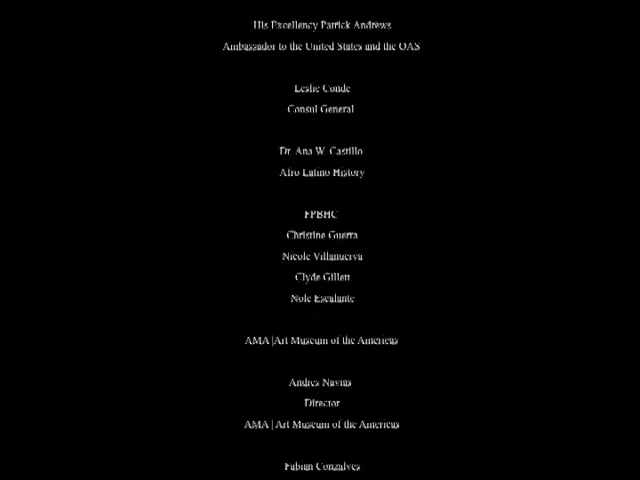 His Excellency Patrick Andrews
Ambassador to the United States and the OAS
Leslie Conde
Consul General
Dr. Ana W. Castillo
Afro Latino History
FPBHC
Christine Guerra
Nicole Villanueva
Clyde Gillett
Nole Escalante
AMA |Art Museum of the Americas
Andres Navias
Director
AMA | Art Museum of the Americas
Fabian Goncalves